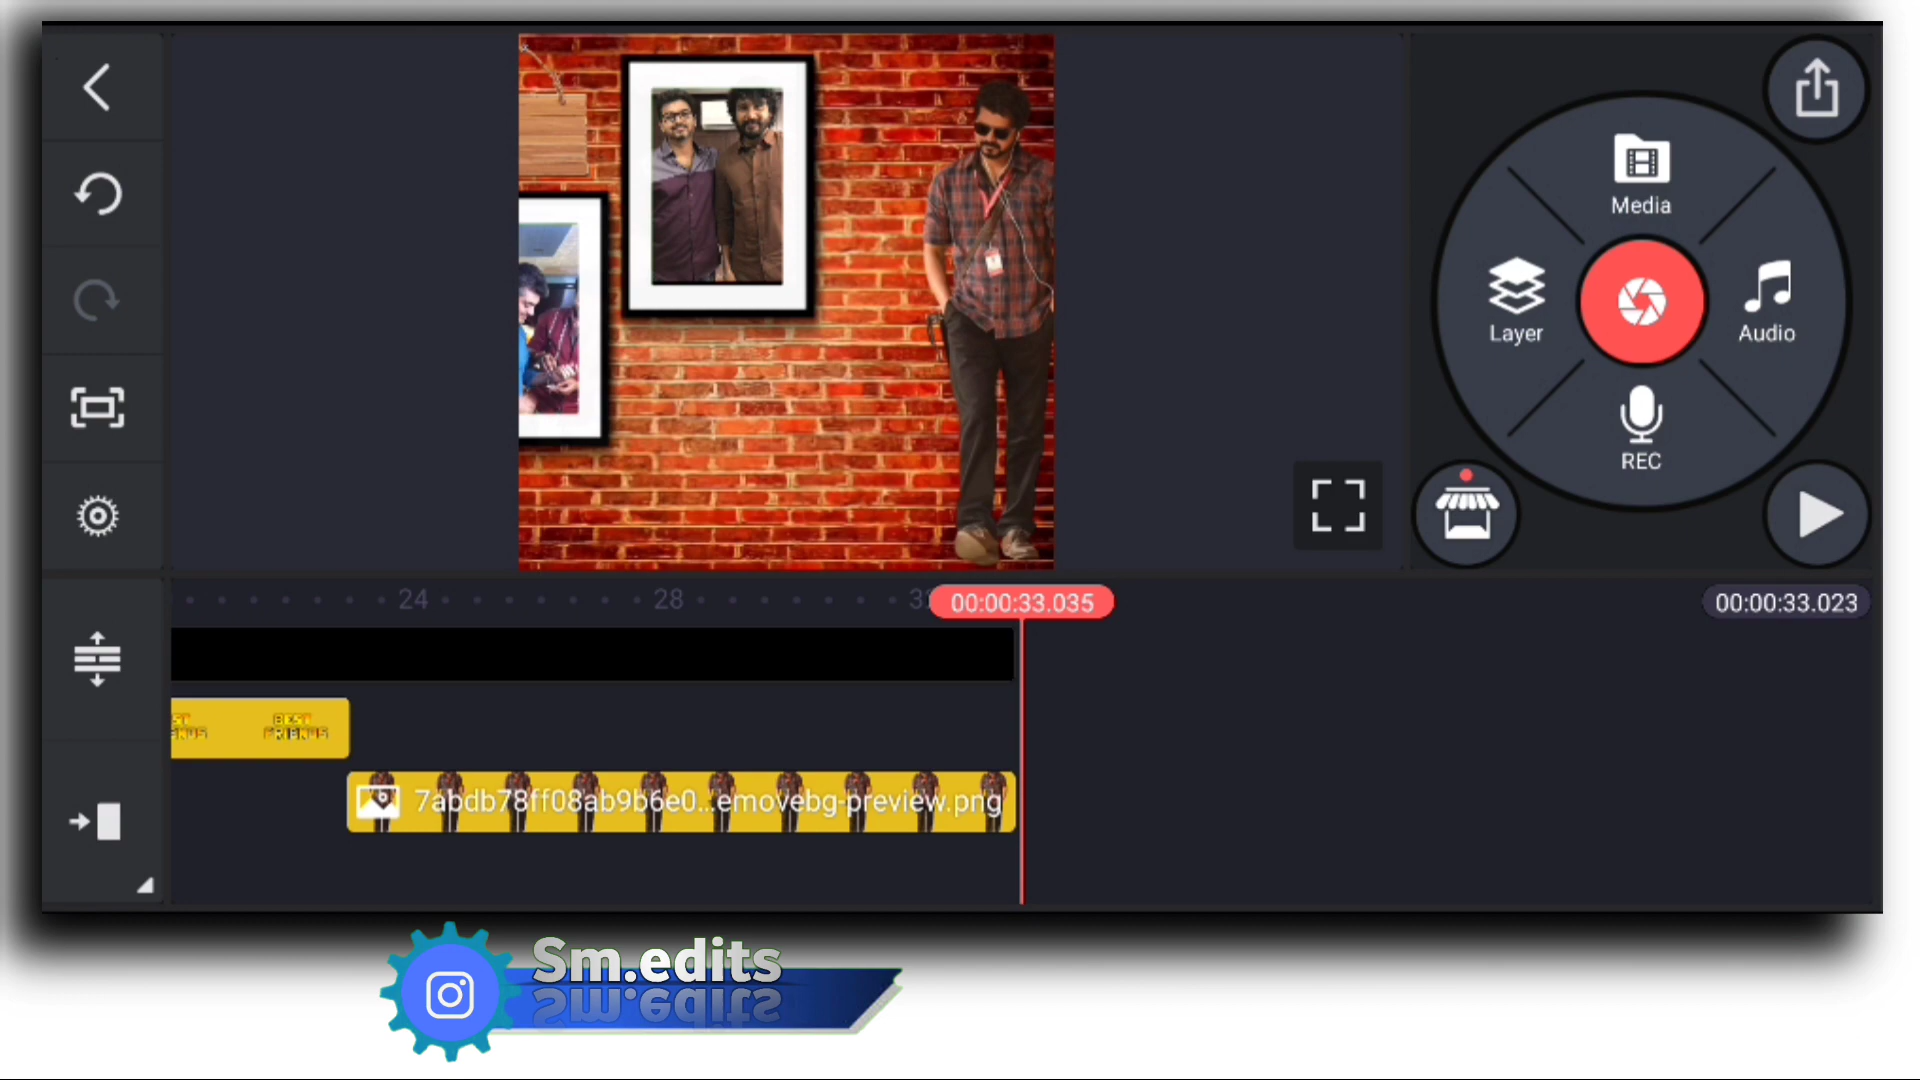 Media
Layer
Audio
REC
24
28
00:00:33.035
00:00:33.023
BEST
FRIENDS
7abdb78ff08ab9b6e0...emovebg-preview.png
Sm.edits